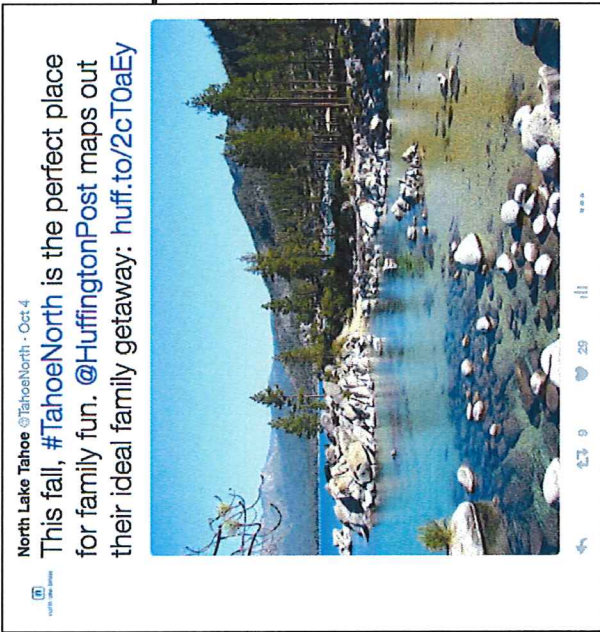 North Lake Tahoe @TahoeNorth · Oct 4
This fall, #TahoeNorth is the perfect place
for family fun. @HuffingtonPost maps out
their ideal family getaway: huff.to/2cT0aEy
9 29